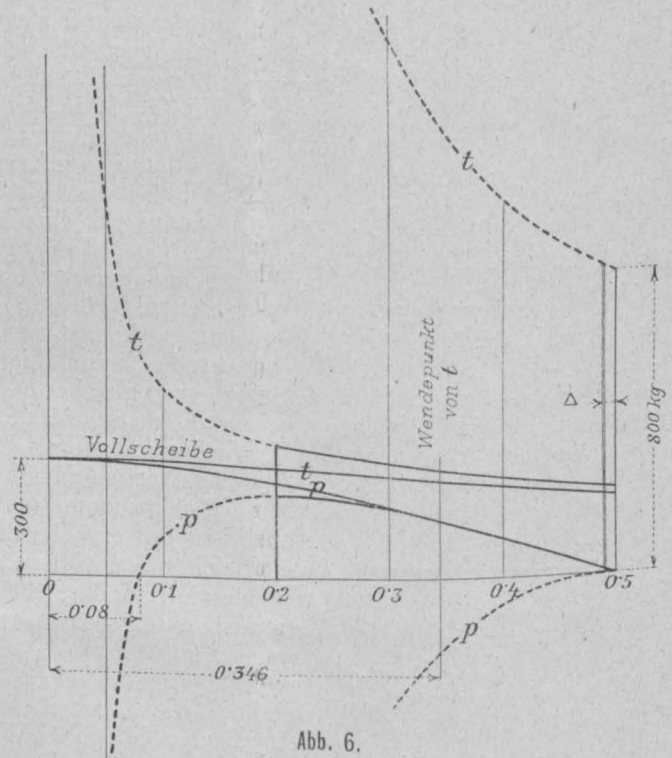 t
t
Wendepunkt
von t
Δ
800 kg
Vollscheibe
t
p
300
p
0
0·1
0·2
0·3
0·4
0·5
0·08
p
0·346
Abb. 6.